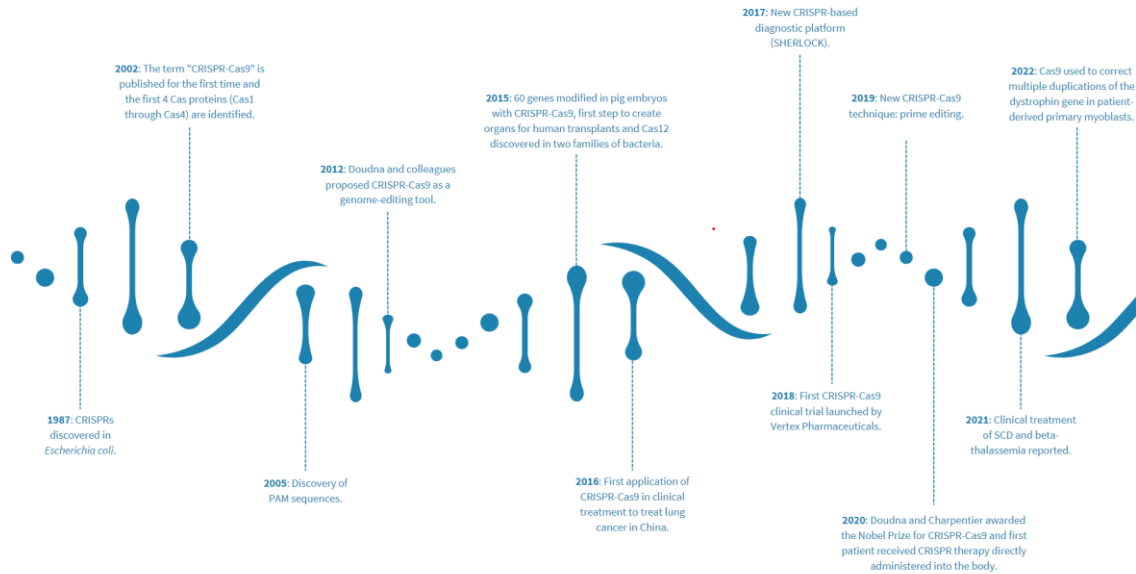 1987: CRISPRs
discovered in
Escherichia coli.
2002: The term "CRISPR-Cas9" is
published for the first time and
the first 4 Cas proteins (Cas1
through Cas4) are identified.
2005: Discovery of
PAM sequences.
2012: Doudna and colleagues
proposed CRISPR-Cas9 as a
genome-editing tool.
2015: 60 genes modified in pig embryos
with CRISPR-Cas9, first step to create
organs for human transplants and Cas12
discovered in two families of bacteria.
2016: First application of
CRISPR-Cas9 in clinical
treatment to treat lung
cancer in China.
2017: New CRISPR-based
diagnostic platform
(SHERLOCK).
2018: First CRISPR-Cas9
clinical trial launched by
Vertex Pharmaceuticals.
2019: New CRISPR-Cas9
technique: prime editing.
2020: Doudna and Charpentier awarded
the Nobel Prize for CRISPR-Cas9 and first
patient received CRISPR therapy directly
administered into the body.
2021: Clinical treatment
of SCD and beta-
thalassemia reported.
2022: Cas9 used to correct
multiple duplications of the
dystrophin gene in patient-
derived primary myoblasts.